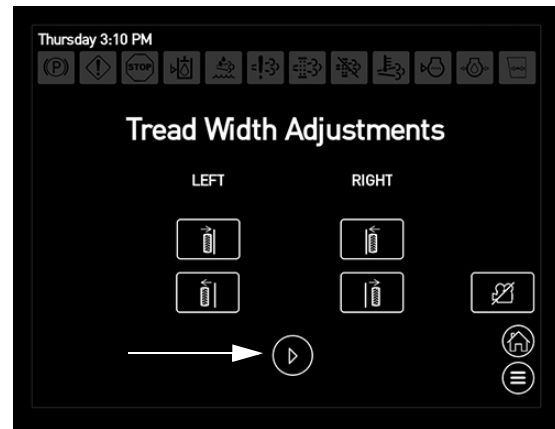 Thursday 3:10 PM
(P)
STOP
Tread Width Adjustments
LEFT RIGHT